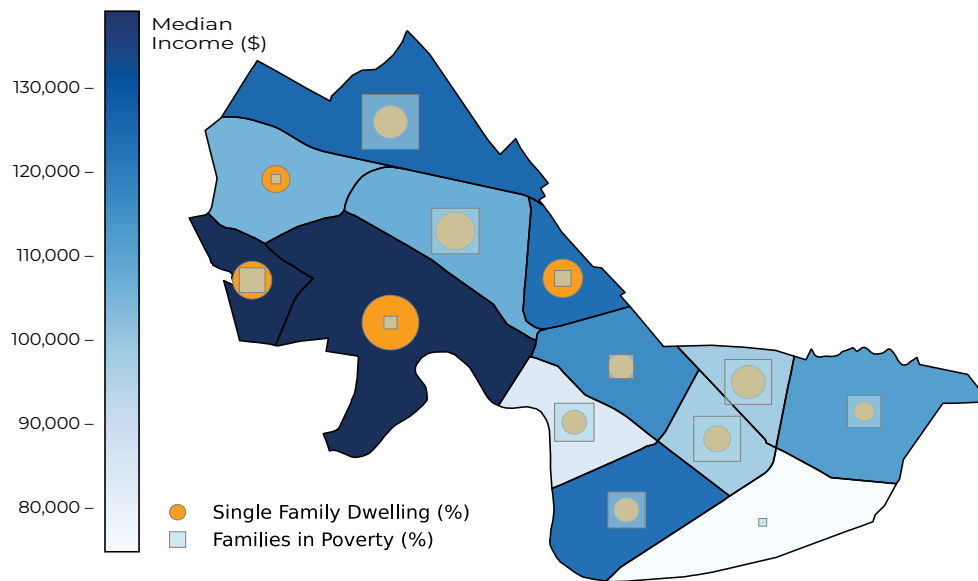 Median
Income ($)
130,000
120,000
110,000
100,000
90,000
80,000
Single Family Dwelling (%)
Families in Poverty (%)